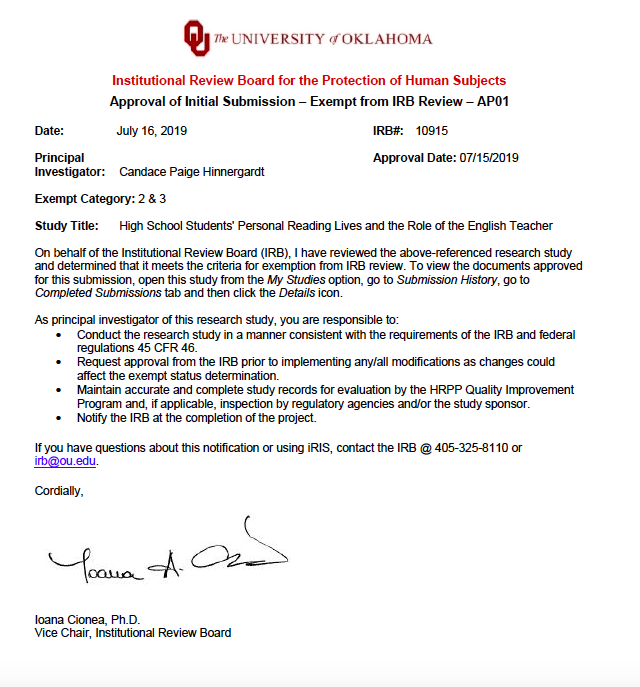 The UNIVERSITY of OKLAHOMA
Institutional Review Board for the Protection of Human Subjects
Approval of Initial Submission – Exempt from IRB Review – AP01
Date: July 16, 2019 IRB#: 10915
Principal Approval Date: 07/15/2019
Investigator: Candace Paige Hinnergardt
Exempt Category: 2 & 3
Study Title: High School Students' Personal Reading Lives and the Role of the English Teacher
On behalf of the Institutional Review Board (IRB), I have reviewed the above-referenced research study
and determined that it meets the criteria for exemption from IRB review. To view the documents approved
for this submission, open this study from the My Studies option, go to Submission History, go to
Completed Submissions tab and then click the Details icon.
As principal investigator of this research study, you are responsible to:
• Conduct the research study in a manner consistent with the requirements of the IRB and federal
regulations 45 CFR 46.
• Request approval from the IRB prior to implementing any/all modifications as changes could
affect the exempt status determination.
• Maintain accurate and complete study records for evaluation by the HRPP Quality Improvement
Program and, if applicable, inspection by regulatory agencies and/or the study sponsor.
• Notify the IRB at the completion of the project.
If you have questions about this notification or using iRIS, contact the IRB @ 405-325-8110 or
irb@ou.edu.
Cordially,
Ioana A.
Ioana Cionea, Ph.D.
Vice Chair, Institutional Review Board